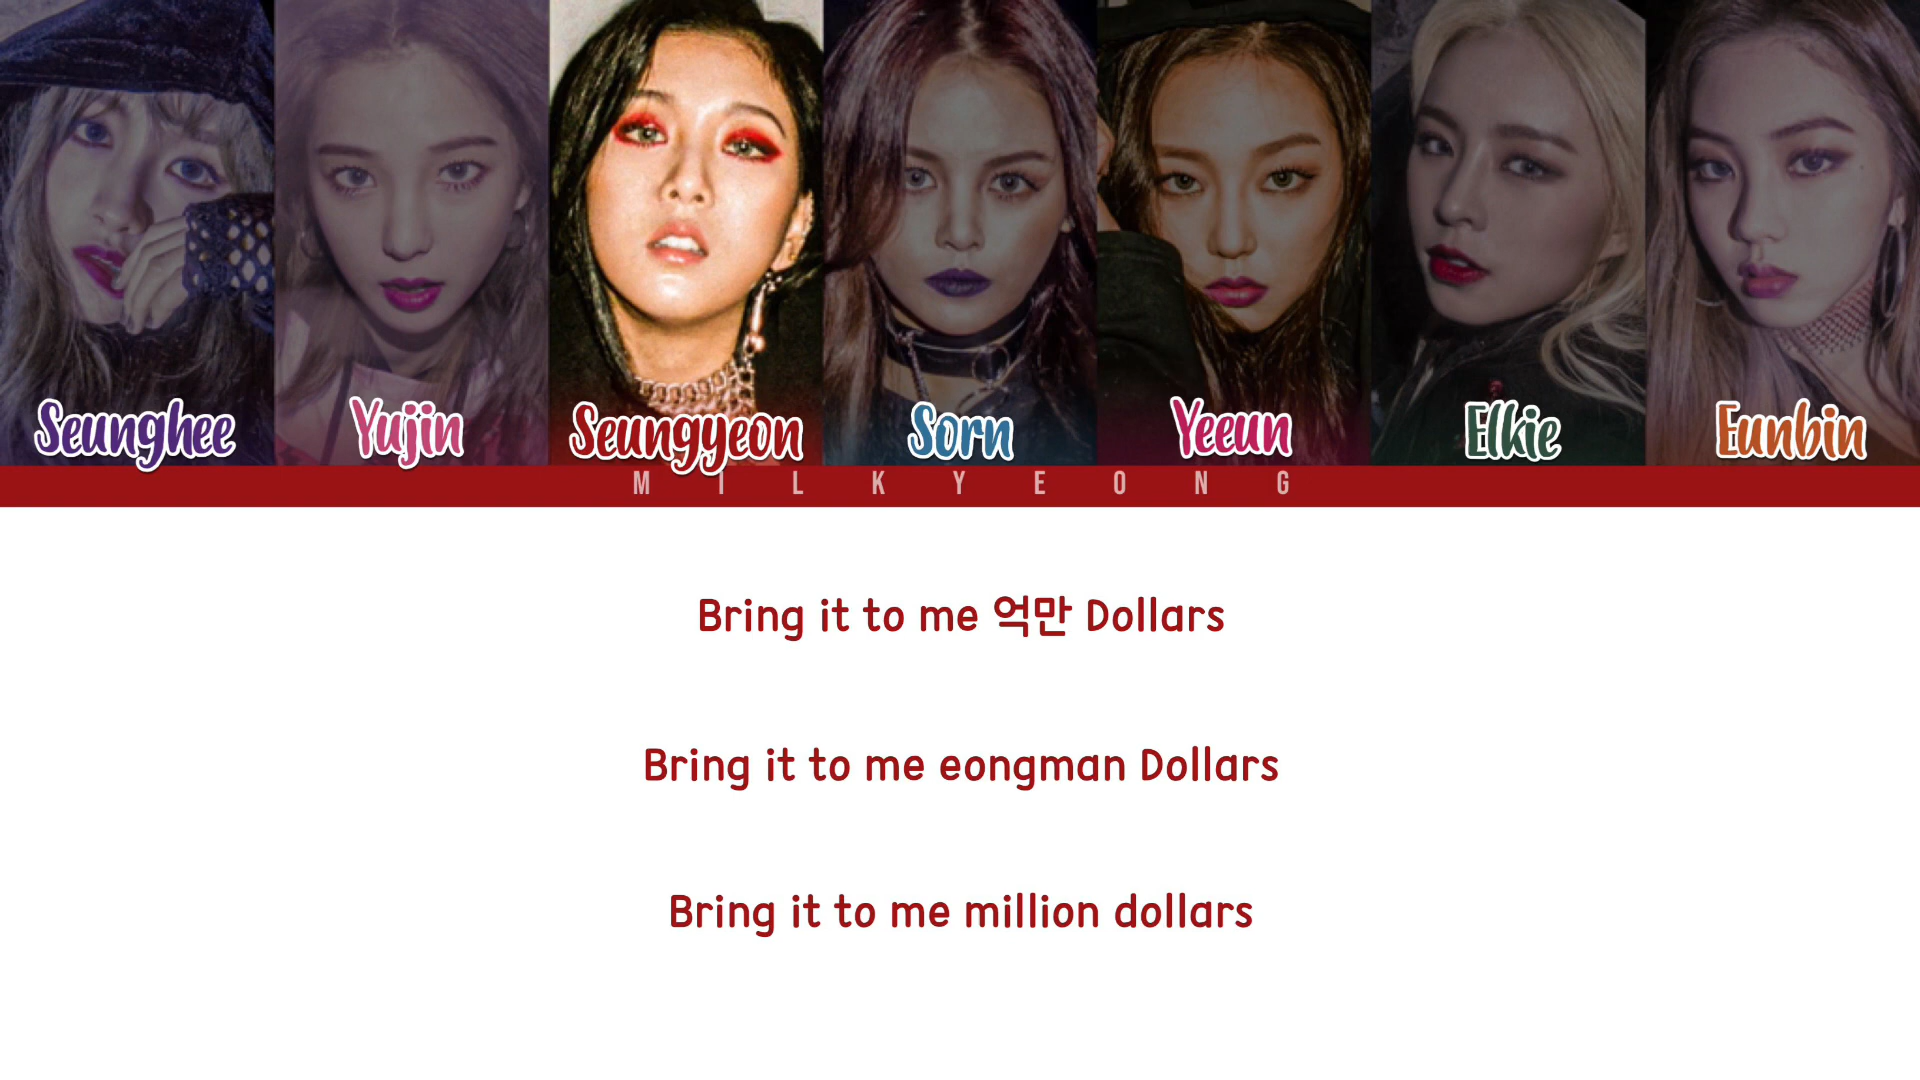 Seunghee Yujin Seungyeon Sorn Yeeun Elkie Eunbin
MILKYEONG
Bring it to me 억만 Dollars
Bring it to me eongman Dollars
Bring it to me million dollars